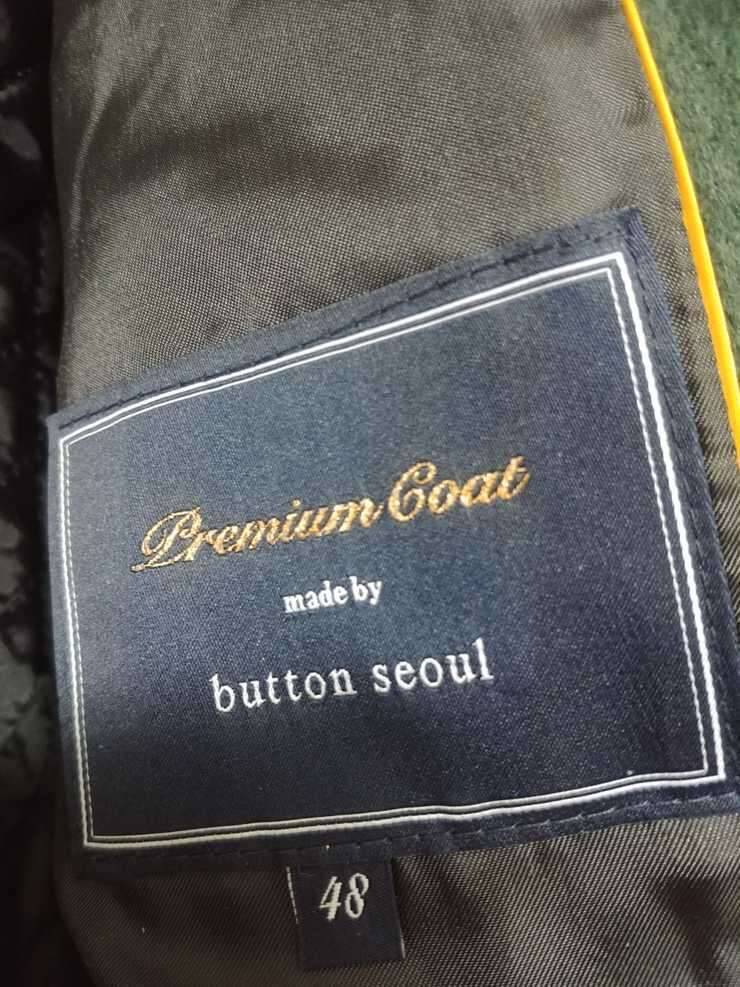 Premium Coat
made by
button seoul
48